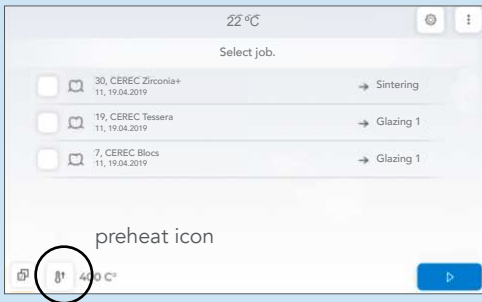 22 °C
Select job.
30, CEREC Zirconia+
11, 19.04.2019
→ Sintering
19, CEREC Tessera
11, 19.04.2019
→ Glazing 1
7, CEREC Blocs
11, 19.04.2019
→ Glazing 1
preheat icon
400 C°